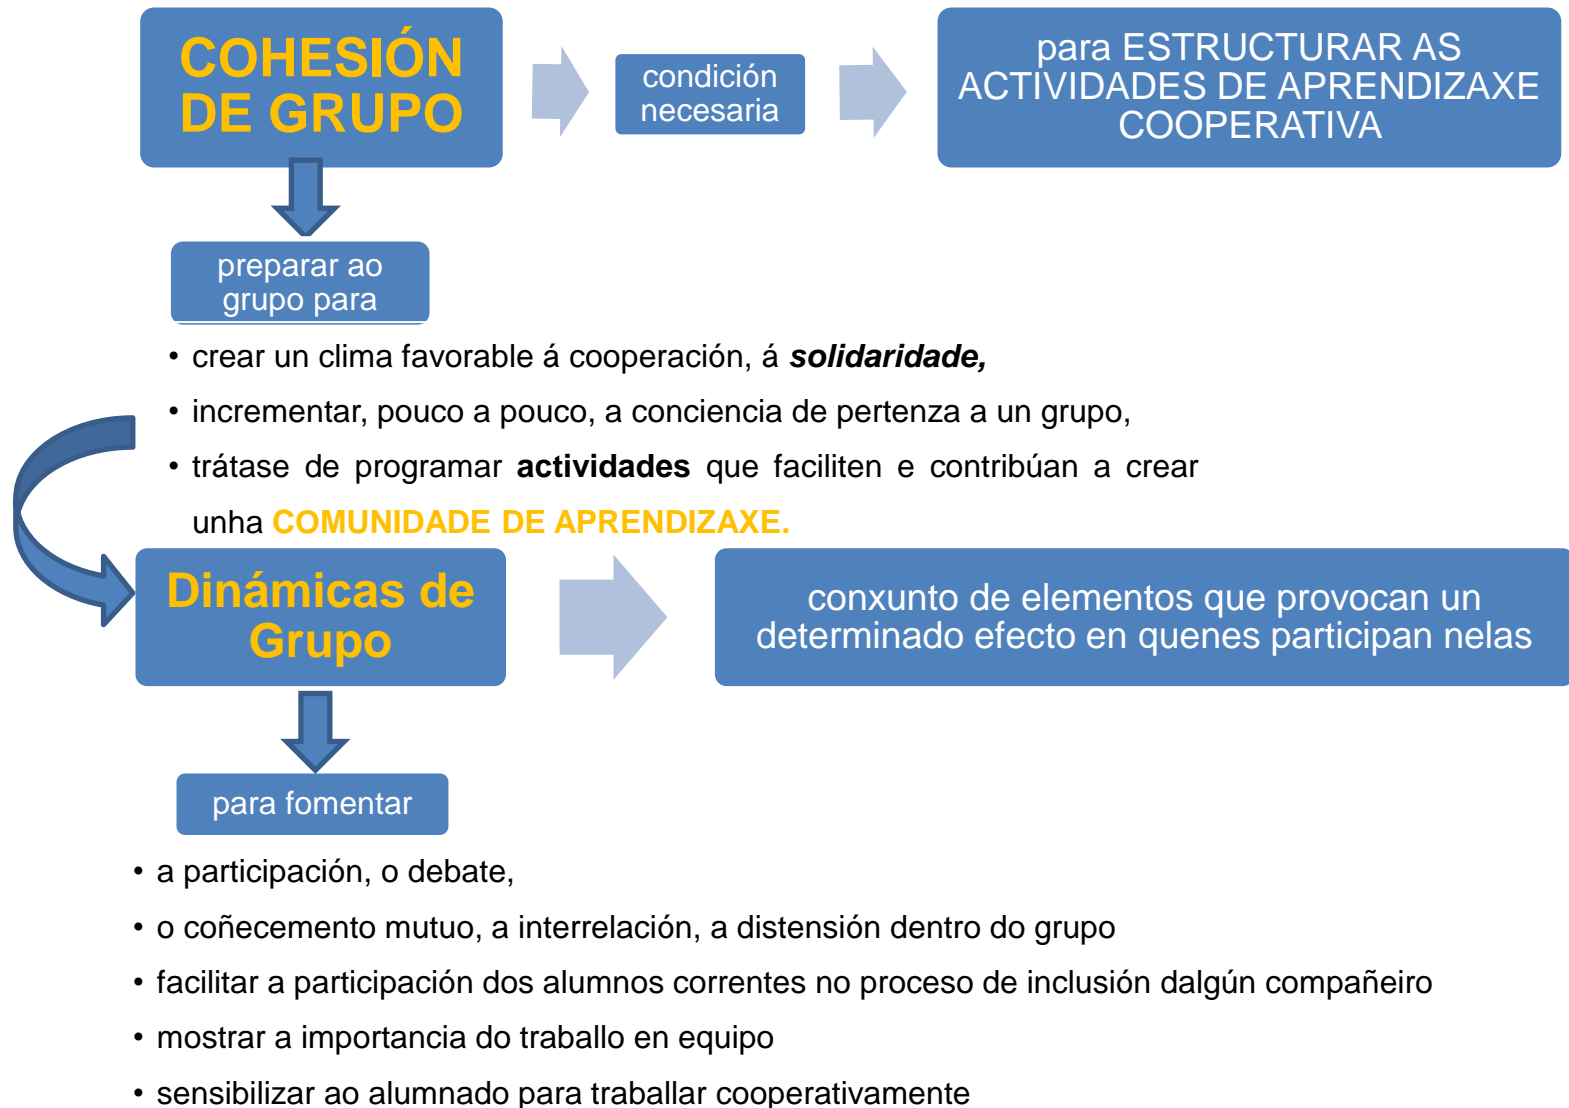 COHESIÓN
DE GRUPO
condición
necesaria
para ESTRUCTURAR AS
ACTIVIDADES DE APRENDIZAXE
COOPERATIVA
preparar ao
grupo para
• crear un clima favorable á cooperación, á solidaridade,
• incrementar, pouco a pouco, a conciencia de pertenza a un grupo,
• trátase de programar actividades que faciliten e contribúan a crear
unha COMUNIDADE DE APRENDIZAXE.
Dinámicas de
Grupo
conxunto de elementos que provocan un
determinado efecto en quenes participan nelas
para fomentar
• a participación, o debate,
• o coñecemento mutuo, a interrelación, a distensión dentro do grupo
• facilitar a participación dos alumnos correntes no proceso de inclusión dalgún compañeiro
• mostrar a importancia do traballo en equipo
• sensibilizar ao alumnado para traballar cooperativamente